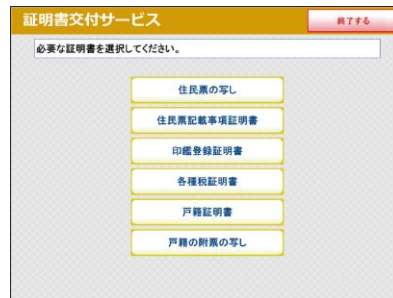 証明書交付サービス
終了する
必要な証明書を選択してください。
住民票の写し
住民票記載事項証明書
印鑑登録証明書
各種税証明書
戸籍証明書
戸籍の附票の写し